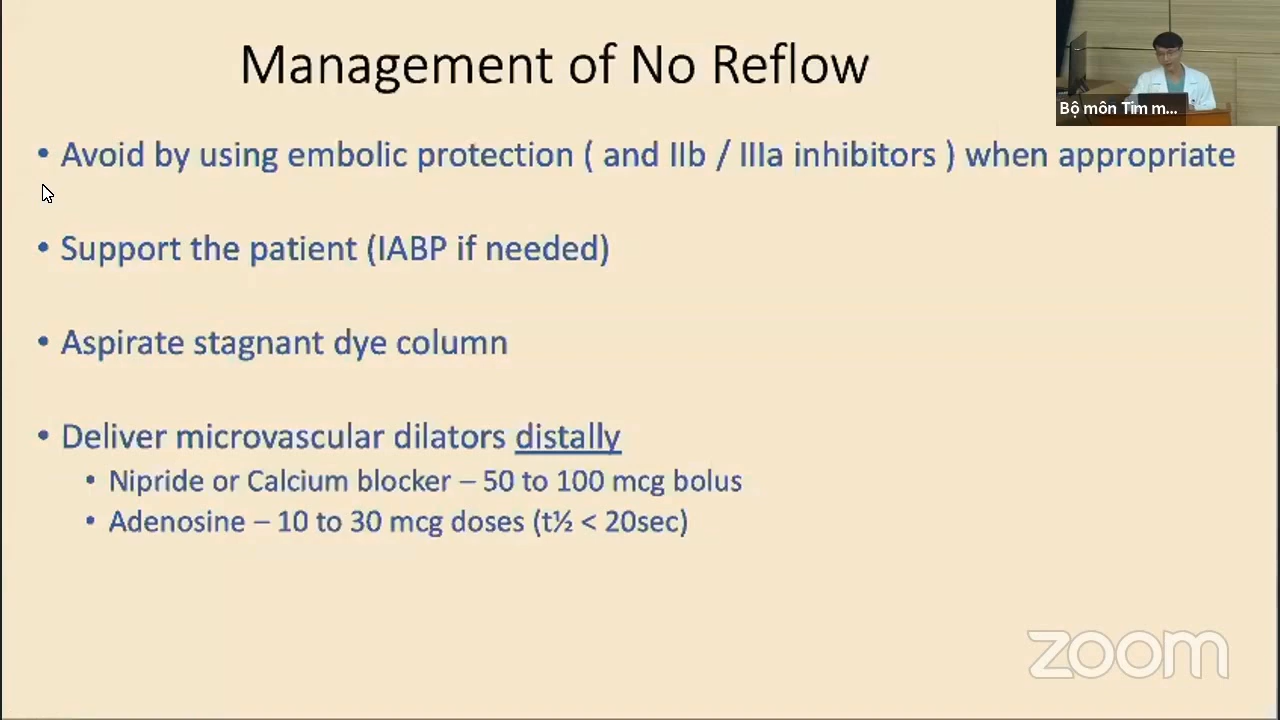 Management of No Reflow
Bộ môn Tim m...
• Avoid by using embolic protection ( and IIb / IIIa inhibitors ) when appropriate
• Support the patient (IABP if needed)
• Aspirate stagnant dye column
• Deliver microvascular dilators distally
• Nipride or Calcium blocker – 50 to 100 mcg bolus
• Adenosine – 10 to 30 mcg doses (t½ < 20sec)
zoom